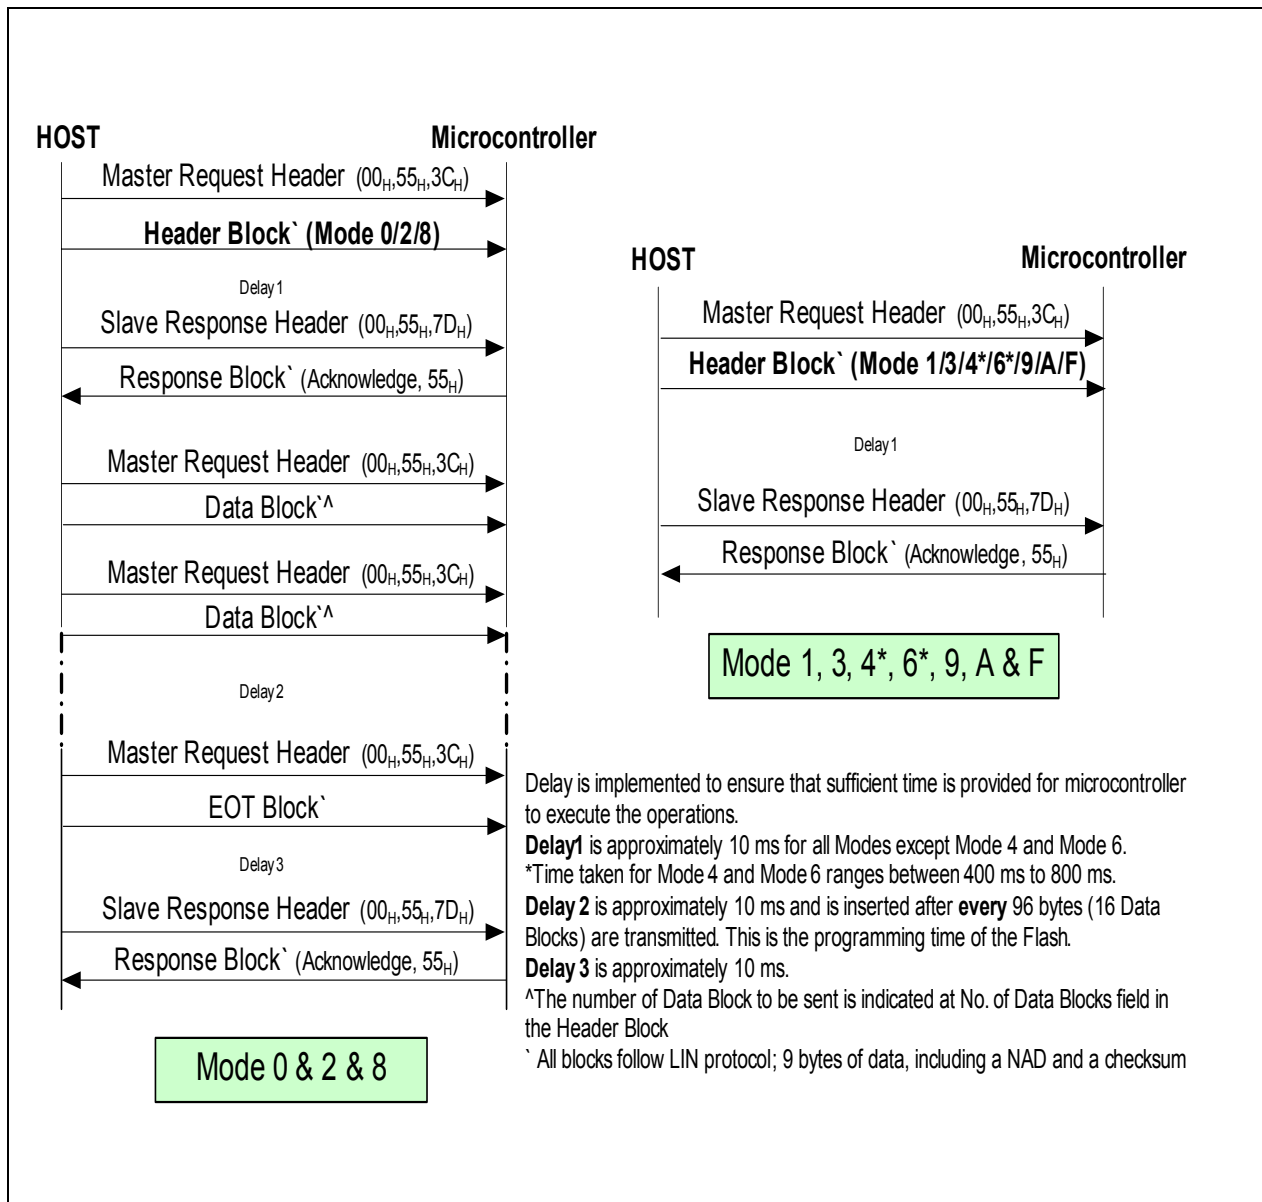 HOST Microcontroller
Master Request Header (00H,55H,3CH)
Header Block` (Mode 0/2/8)
Delay1
Slave Response Header (00H,55H,7DH)
Response Block` (Acknowledge, 55H)
Master Request Header (00H,55H,3CH)
Data Block`^
Master Request Header (00H,55H,3CH)
Data Block`^
Delay2
Master Request Header (00H,55H,3CH)
EOT Block`
Delay3
Slave Response Header (00H,55H,7DH)
Response Block` (Acknowledge, 55H)
Mode 0 & 2 & 8
HOST Microcontroller
Master Request Header (00H,55H,3CH)
Header Block` (Mode 1/3/4*/6*/9/A/F)
Delay1
Slave Response Header (00H,55H,7DH)
Response Block` (Acknowledge, 55H)
Mode 1, 3, 4*, 6*, 9, A & F
Delay is implemented to ensure that sufficient time is provided for microcontroller
to execute the operations.
Delay1 is approximately 10 ms for all Modes except Mode 4 and Mode 6.
*Time taken for Mode 4 and Mode 6 ranges between 400 ms to 800 ms.
Delay 2 is approximately 10 ms and is inserted after every 96 bytes (16 Data
Blocks) are transmitted. This is the programming time of the Flash.
Delay 3 is approximately 10 ms.
^The number of Data Block to be sent is indicated at No. of Data Blocks field in
the Header Block
` All blocks follow LIN protocol; 9 bytes of data, including a NAD and a checksum